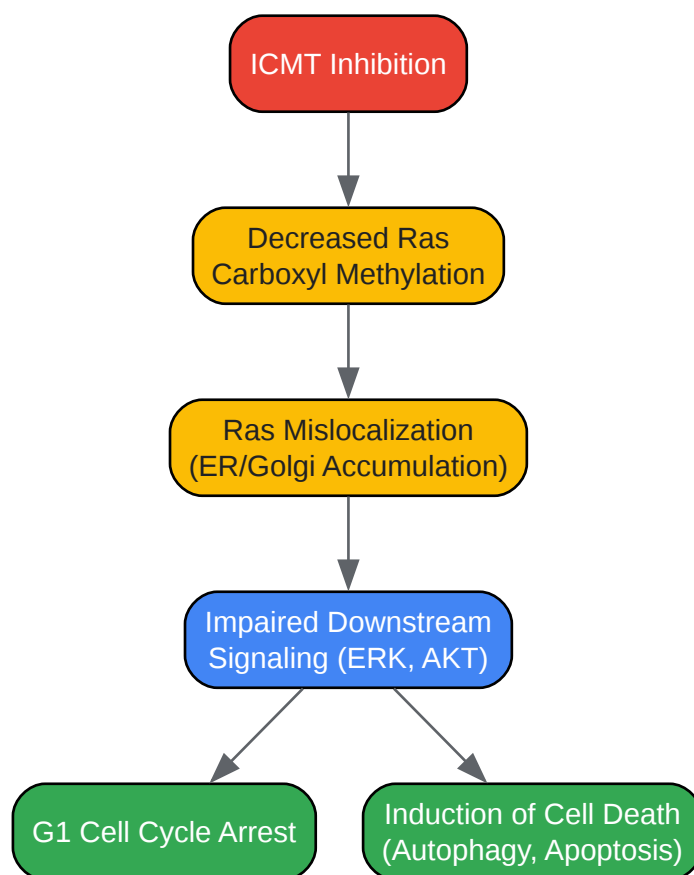 ICMT Inhibition
Decreased Ras
Carboxyl Methylation
Ras Mislocalization
(ER/Golgi Accumulation)
Impaired Downstream
Signaling (ERK, AKT)
G1 Cell Cycle Arrest
Induction of Cell Death
(Autophagy, Apoptosis)